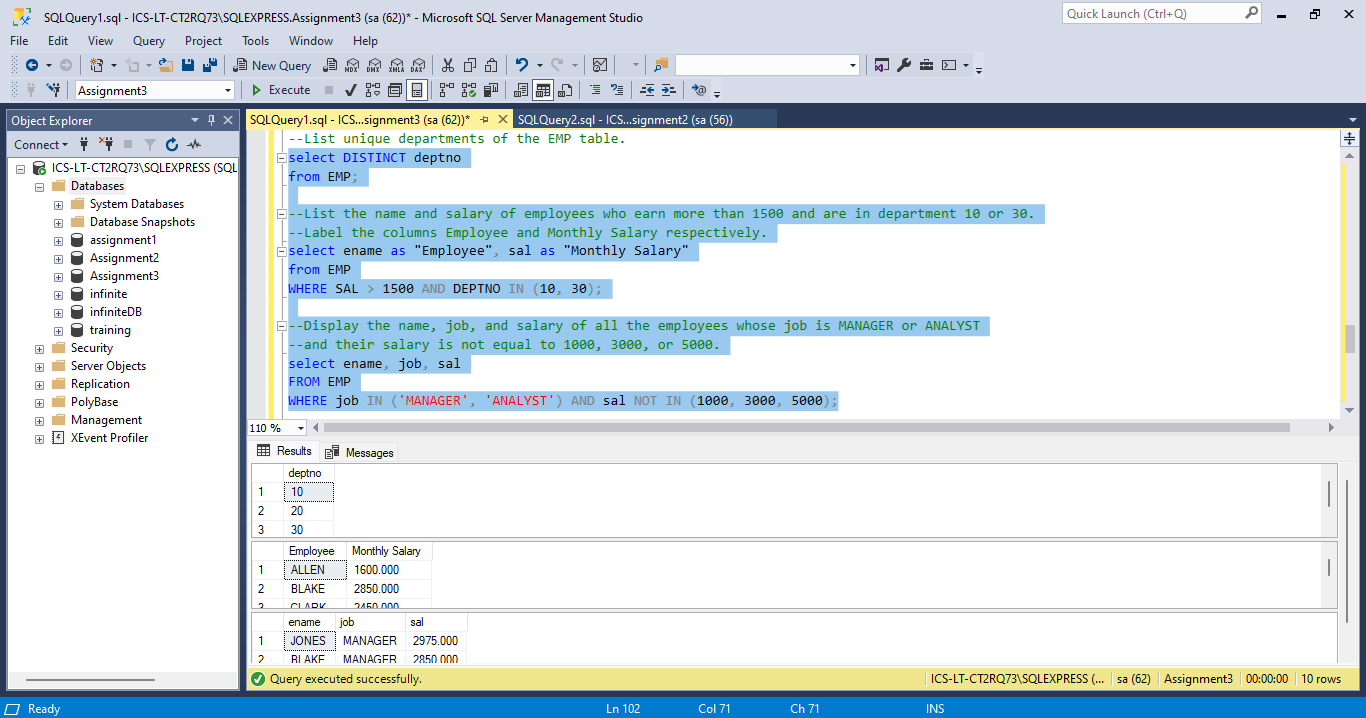 SQLQuery1.sql - ICS-LT-CT2RQ73\SQLEXPRESS.Assignment3 (sa (62))* - Microsoft SQL Server Management Studio
Quick Launch (Ctrl+Q)
File Edit View Query Project Tools Window Help
New Query MDX DMX XMLA DAX
Assignment3 Execute
Object Explorer
SQLQuery1.sql - ICS...signment3 (sa (62))* SQLQuery2.sql - ICS...signment2 (sa (56))
Connect
ICS-LT-CT2RQ73\SQLEXPRESS (SQL
Databases
System Databases
Database Snapshots
assignment1
Assignment2
Assignment3
infinite
infiniteDB
training
Security
Server Objects
Replication
PolyBase
Management
XEvent Profiler
--List unique departments of the EMP table.
select DISTINCT deptno
from EMP;
--List the name and salary of employees who earn more than 1500 and are in department 10 or 30.
--Label the columns Employee and Monthly Salary respectively.
select ename as "Employee", sal as "Monthly Salary"
from EMP
WHERE SAL > 1500 AND DEPTNO IN (10, 30);
--Display the name, job, and salary of all the employees whose job is MANAGER or ANALYST
--and their salary is not equal to 1000, 3000, or 5000.
select ename, job, sal
FROM EMP
WHERE job IN ('MANAGER', 'ANALYST') AND sal NOT IN (1000, 3000, 5000);
110 %
Results Messages
deptno
1 10
2 20
3 30
Employee Monthly Salary
1 ALLEN 1600.000
2 BLAKE 2850.000
3 CLARK 2450.000
ename job sal
1 JONES MANAGER 2975.000
2 BLAKE MANAGER 2850.000
Query executed successfully. ICS-LT-CT2RQ73\SQLEXPRESS (... sa (62) Assignment3 00:00:00 10 rows
Ready Ln 102 Col 71 Ch 71 INS